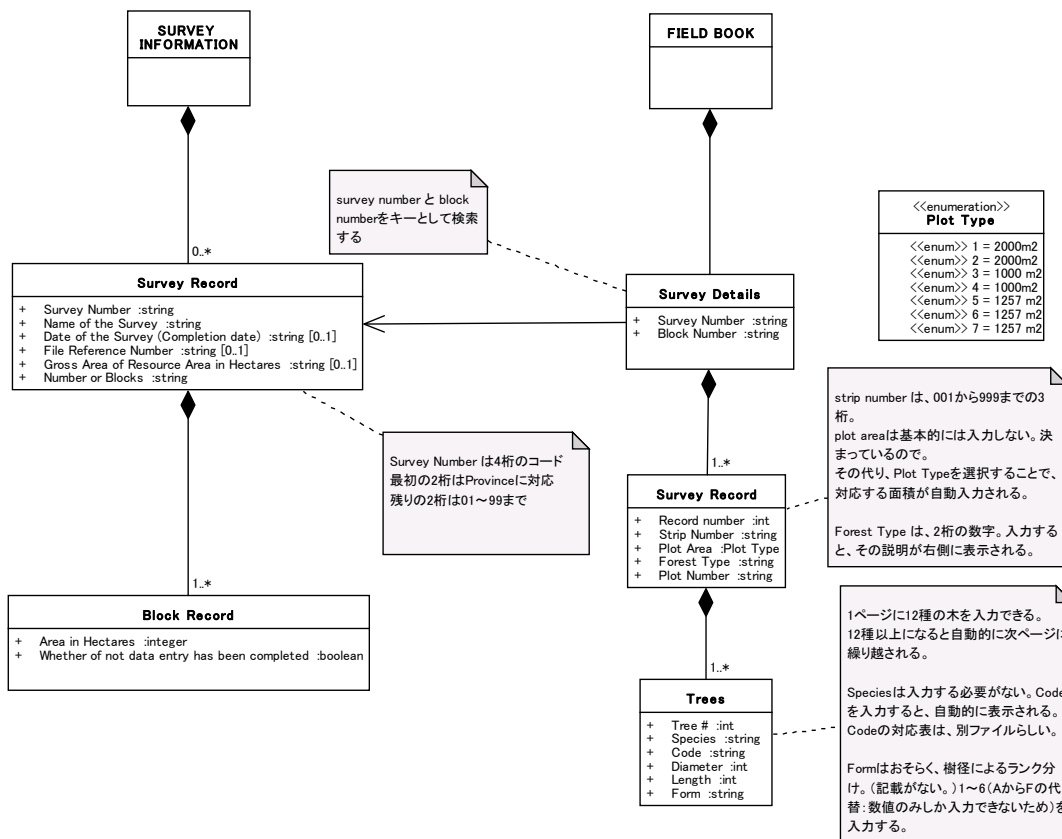 SURVEY
INFORMATION
FIELD BOOK
survey number と block
numberをキーとして検索
する
0..*
Survey Record
+ Survey Number :string
+ Name of the Survey :string
+ Date of the Survey (Completion date) :string [0..1]
+ File Reference Number :string [0..1]
+ Gross Area of Resource Area in Hectares :string [0..1]
+ Number or Blocks :string
Survey Details
+ Survey Number :string
+ Block Number :string
<<enumeration>>
Plot Type
<<enum>> 1 = 2000m2
<<enum>> 2 = 2000m2
<<enum>> 3 = 1000 m2
<<enum>> 4 = 1000m2
<<enum>> 5 = 1257 m2
<<enum>> 6 = 1257 m2
<<enum>> 7 = 1257 m2
Survey Number は4桁のコード
最初の2桁はProvinceに対応
残りの2桁は01～99まで
strip number は、001から999までの3
桁。
plot areaは基本的には入力しない。決
まっているので。
その代り、Plot Typeを選択することで、
対応する面積が自動入力される。
Forest Type は、2桁の数字。入力する
と、その説明が右側に表示される。
1..*
Survey Record
+ Record number :int
+ Strip Number :string
+ Plot Area :Plot Type
+ Forest Type :string
+ Plot Number :string
1..*
Block Record
+ Area in Hectares :integer
+ Whether of not data entry has been completed :boolean
1..*
Trees
+ Tree # :int
+ Species :string
+ Code :string
+ Diameter :int
+ Length :int
+ Form :string
1ページに12種の木を入力できる。
12種以上になると自動的に次ページに
繰り越される。
Speciesは入力する必要がない。Code
を入力すると、自動的に表示される。
Codeの対応表は、別ファイルらしい。
Formはおそらく、樹径によるランク分
け。(記載がない。)1～6(AからFの代
替：数値のみしか入力できないため)を
入力する。